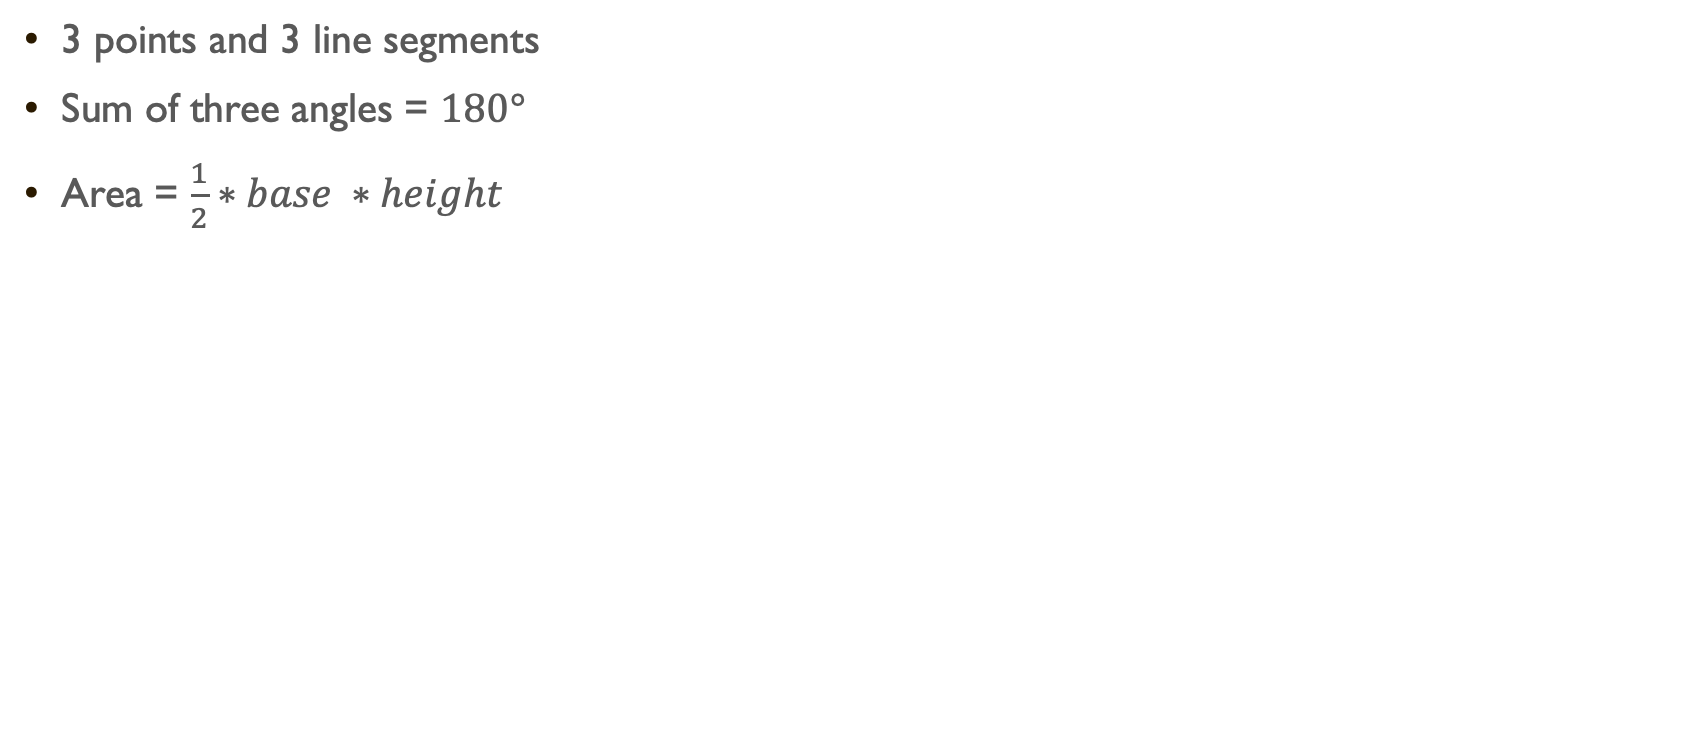 • 3 points and 3 line segments
• Sum of three angles = 180°
• Area = 1/2 * base * height